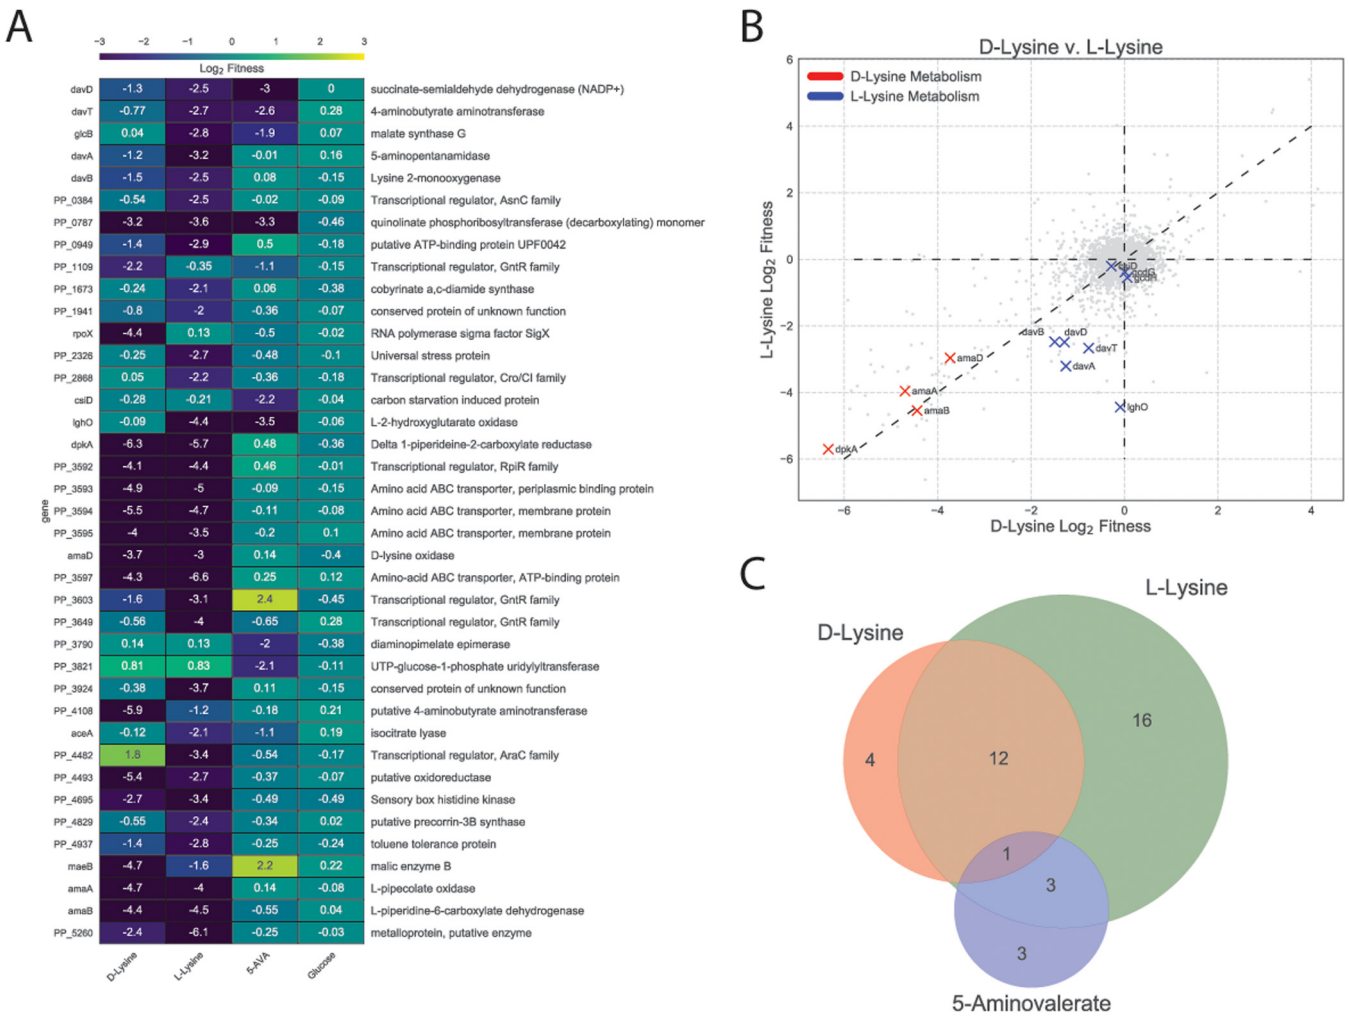 A
−3 −2 −1 0 1 2 3
Log2 Fitness
gene
davD -1.3 -2.5 -3 0 succinate-semialdehyde dehydrogenase (NADP+)
davT -0.77 -2.7 -2.6 0.28 4-aminobutyrate aminotransferase
glcB 0.04 -2.8 -1.9 0.07 malate synthase G
davA -1.2 -3.2 -0.01 0.16 5-aminopentanamidase
davB -1.5 -2.5 0.08 -0.15 Lysine 2-monooxygenase
PP_0384 -0.54 -2.5 -0.02 -0.09 Transcriptional regulator, AsnC family
PP_0787 -3.2 -3.6 -3.3 -0.46 quinolinate phosphoribosyltransferase (decarboxylating) monomer
PP_0949 -1.4 -2.9 0.5 -0.18 putative ATP-binding protein UPF0042
PP_1109 -2.2 -0.35 -1.1 -0.15 Transcriptional regulator, GntR family
PP_1673 -0.24 -2.1 0.06 -0.38 cobyrinate a,c-diamide synthase
PP_1941 -0.8 -2 -0.36 -0.07 conserved protein of unknown function
rpoX -4.4 0.13 -0.5 -0.02 RNA polymerase sigma factor SigX
PP_2326 -0.25 -2.7 -0.48 -0.1 Universal stress protein
PP_2868 0.05 -2.2 -0.36 -0.18 Transcriptional regulator, Cro/CI family
csiD -0.28 -0.21 -2.2 -0.04 carbon starvation induced protein
lghO -0.09 -4.4 -3.5 -0.06 L-2-hydroxyglutarate oxidase
dpkA -6.3 -5.7 0.48 -0.36 Delta 1-piperideine-2-carboxylate reductase
PP_3592 -4.1 -4.4 0.46 -0.01 Transcriptional regulator, RpiR family
PP_3593 -4.9 -5 -0.09 -0.15 Amino acid ABC transporter, periplasmic binding protein
PP_3594 -5.5 -4.7 -0.11 -0.08 Amino acid ABC transporter, membrane protein
PP_3595 -4 -3.5 -0.2 0.1 Amino acid ABC transporter, membrane protein
amaD -3.7 -3 0.14 -0.4 D-lysine oxidase
PP_3597 -4.3 -6.6 0.25 0.12 Amino-acid ABC transporter, ATP-binding protein
PP_3603 -1.6 -3.1 2.4 -0.45 Transcriptional regulator, GntR family
PP_3649 -0.56 -4 -0.65 0.28 Transcriptional regulator, GntR family
PP_3790 0.14 0.13 -2 -0.38 diaminopimelate epimerase
PP_3821 0.81 0.83 -2.1 -0.11 UTP-glucose-1-phosphate uridylyltransferase
PP_3924 -0.38 -3.7 0.11 -0.15 conserved protein of unknown function
PP_4108 -5.9 -1.2 -0.18 0.21 putative 4-aminobutyrate aminotransferase
aceA -0.12 -2.1 -1.1 0.19 isocitrate lyase
PP_4482 1.8 -3.4 -0.54 -0.17 Transcriptional regulator, AraC family
PP_4493 -5.4 -2.7 -0.37 -0.07 putative oxidoreductase
PP_4695 -2.7 -3.4 -0.49 -0.49 Sensory box histidine kinase
PP_4829 -0.55 -2.4 -0.34 0.02 putative precorrin-3B synthase
PP_4937 -1.4 -2.8 -0.25 -0.24 toluene tolerance protein
maeB -4.7 -1.6 2.2 0.22 malic enzyme B
amaA -4.7 -4 0.14 -0.08 L-pipecolate oxidase
amaB -4.4 -4.5 -0.55 0.04 L-piperidine-6-carboxylate dehydrogenase
PP_5260 -2.4 -6.1 -0.25 -0.03 metalloprotein, putative enzyme
D-Lysine L-Lysine 5-AVA Glucose
B
D-Lysine v. L-Lysine
D-Lysine Metabolism
L-Lysine Metabolism
6
4
2
0
−2
−4
−6
L-Lysine Log2 Fitness
csiD
gcdG
gcdR
davB davD
davT
davA
amaD
amaA
amaB
lghO
dpkA
−6 −4 −2 0 2 4
D-Lysine Log2 Fitness
C
L-Lysine
D-Lysine
16
4
12
1
3
3
5-Aminovalerate